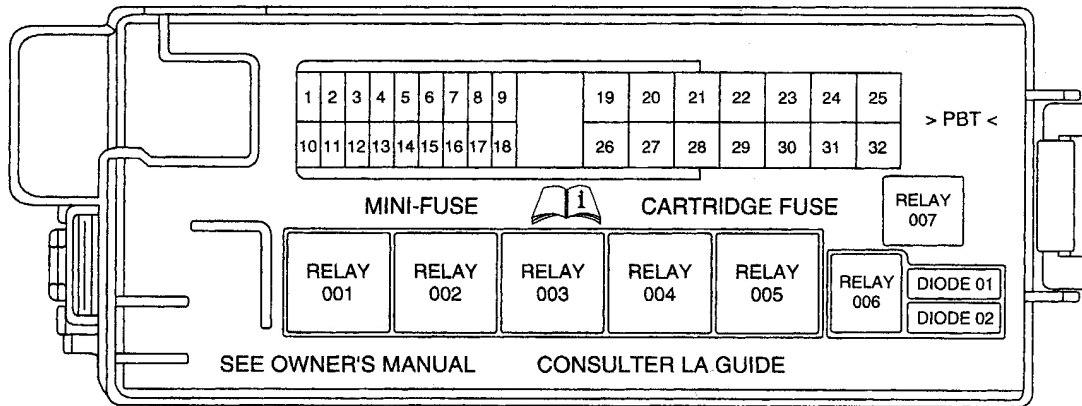 1 2 3 4 5 6 7 8 9 19 20 21 22 23 24 25
> PBT <
10 11 12 13 14 15 16 17 18 26 27 28 29 30 31 32
MINI-FUSE i CARTRIDGE FUSE
RELAY
007
RELAY
001
RELAY
002
RELAY
003
RELAY
004
RELAY
005
RELAY
006
DIODE 01
DIODE 02
SEE OWNER'S MANUAL CONSULTER LA GUIDE